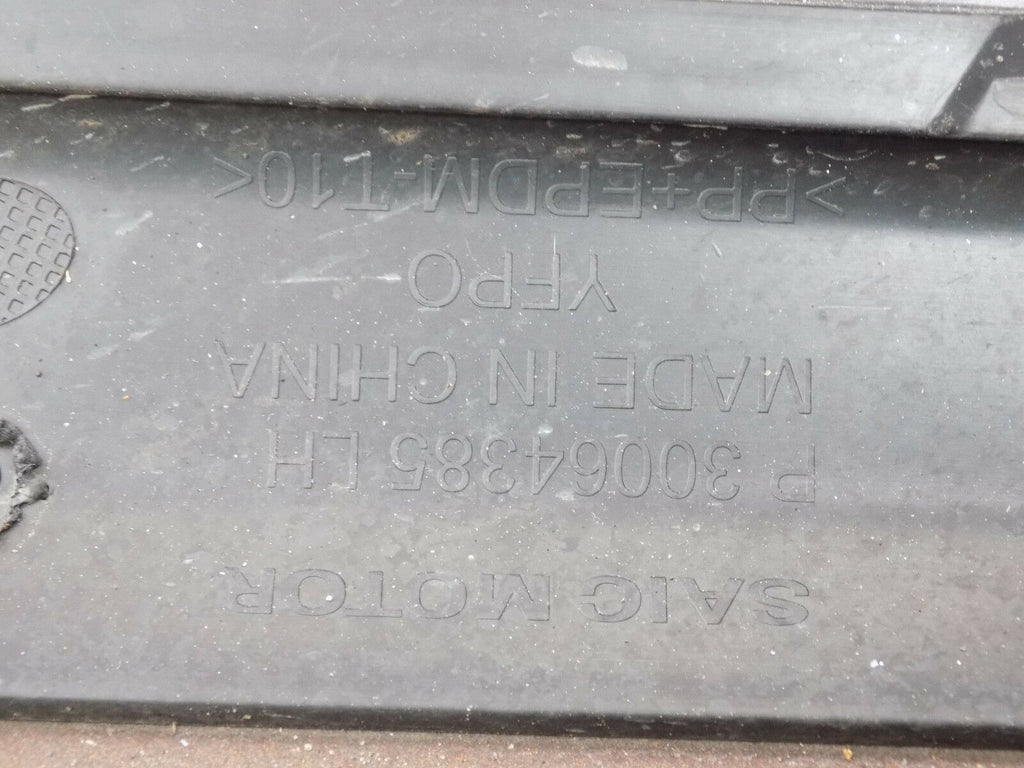 SAIC MOTOR
P 30064385 LH
MADE IN CHINA
YFPO
>PP+EPDM-T10<